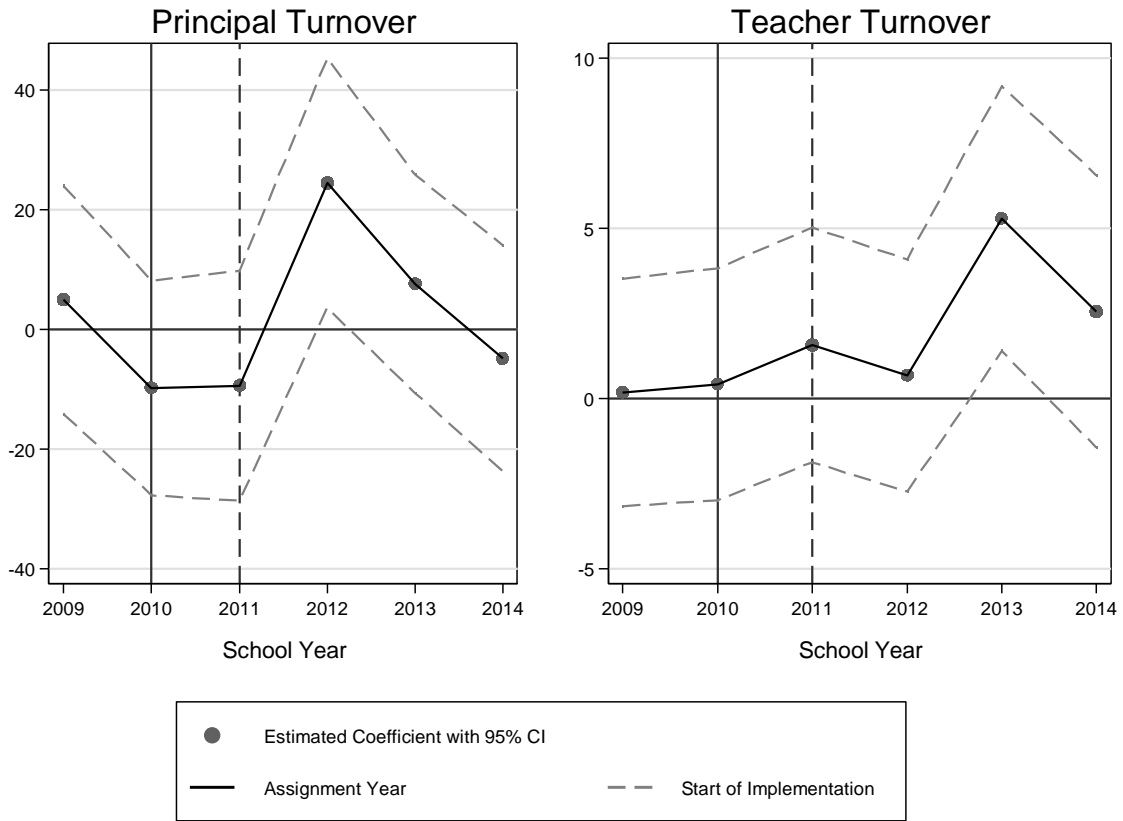 Principal Turnover
Teacher Turnover
40
20
0
-20
-40
10
5
0
-5
2009 2010 2011 2012 2013 2014
2009 2010 2011 2012 2013 2014
School Year
School Year
Estimated Coefficient with 95% CI
Assignment Year
Start of Implementation